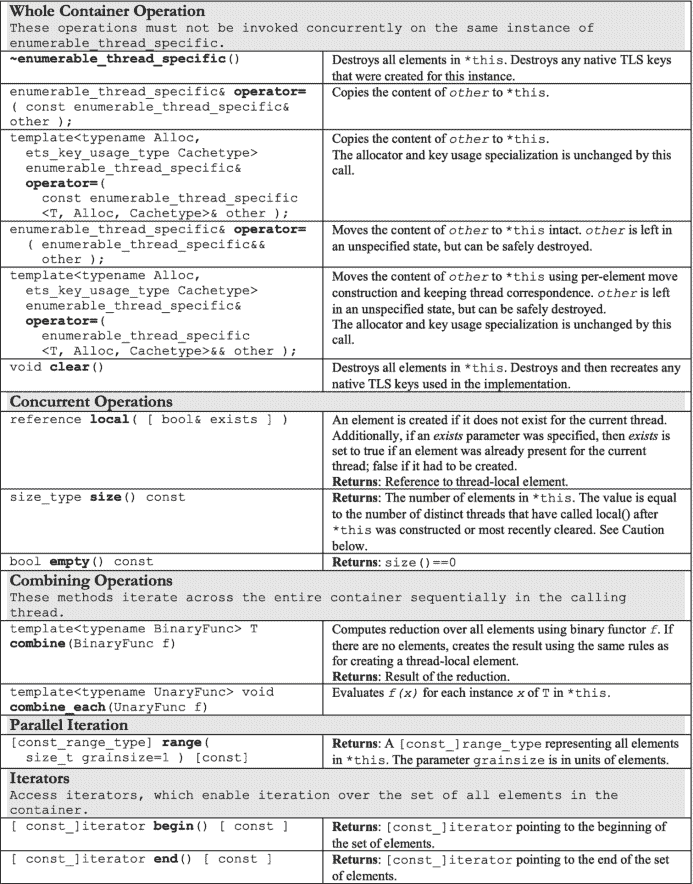 Whole Container Operation
These operations must not be invoked concurrently on the same instance of
enumerable_thread_specific.
~enumerable_thread_specific()
Destroys all elements in *this. Destroys any native TLS keys
that were created for this instance.
enumerable_thread_specific& operator=
( const enumerable_thread_specific&
other );
Copies the content of other to *this.
template<typename Alloc,
ets_key_usage_type Cachetype>
enumerable_thread_specific&
operator=(
const enumerable_thread_specific
<T, Alloc, Cachetype>& other );
Copies the content of other to *this.
The allocator and key usage specialization is unchanged by this
call.
enumerable_thread_specific& operator=
( enumerable_thread_specific&&
other );
Moves the content of other to *this intact. other is left in
an unspecified state, but can be safely destroyed.
template<typename Alloc,
ets_key_usage_type Cachetype>
enumerable_thread_specific&
operator=(
enumerable_thread_specific
<T, Alloc, Cachetype>&& other );
Moves the content of other to *this using per-element move
construction and keeping thread correspondence. other is left
in an unspecified state, but can be safely destroyed.
The allocator and key usage specialization is unchanged by this
call.
void clear()
Destroys all elements in *this. Destroys and then recreates any
native TLS keys used in the implementation.
Concurrent Operations
reference local( [ bool& exists ] )
An element is created if it does not exist for the current thread.
Additionally, if an exists parameter was specified, then exists is
set to true if an element was already present for the current
thread; false if it had to be created.
Returns: Reference to thread-local element.
size_type size() const
Returns: The number of elements in *this. The value is equal
to the number of distinct threads that have called local() after
*this was constructed or most recently cleared. See Caution
below.
bool empty() const
Returns: size()==0
Combining Operations
These methods iterate across the entire container sequentially in the calling
thread.
template<typename BinaryFunc> T
combine(BinaryFunc f)
Computes reduction over all elements using binary functor f. If
there are no elements, creates the result using the same rules as
for creating a thread-local element.
Returns: Result of the reduction.
template<typename UnaryFunc> void
combine_each(UnaryFunc f)
Evaluates f(x) for each instance x of T in *this.
Parallel Iteration
[const_range_type] range(
size_t grainsize=1 ) [const]
Returns: A [const_]range_type representing all elements
in *this. The parameter grainsize is in units of elements.
Iterators
Access iterators, which enable iteration over the set of all elements in the
container.
[ const_]iterator begin() [ const ]
Returns: [const_]iterator pointing to the beginning of
the set of elements.
[ const_]iterator end() [ const ]
Returns: [const_]iterator pointing to the end of the set
of elements.